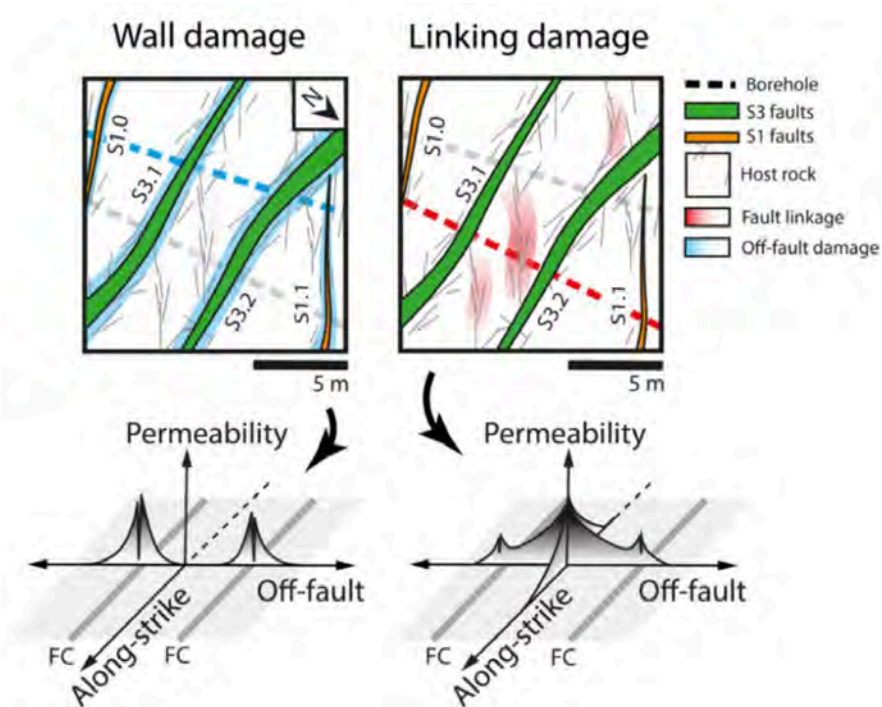 Wall damage
Linking damage
N
S1.0
S3.1
S3.2
S1.1
5 m
S1.0
S3.1
S3.2
S1.1
5 m
Borehole
S3 faults
S1 faults
Host rock
Fault linkage
Off-fault damage
Permeability
Off-fault
Along-strike
FC
FC
Permeability
Off-fault
Along-strike
FC
FC